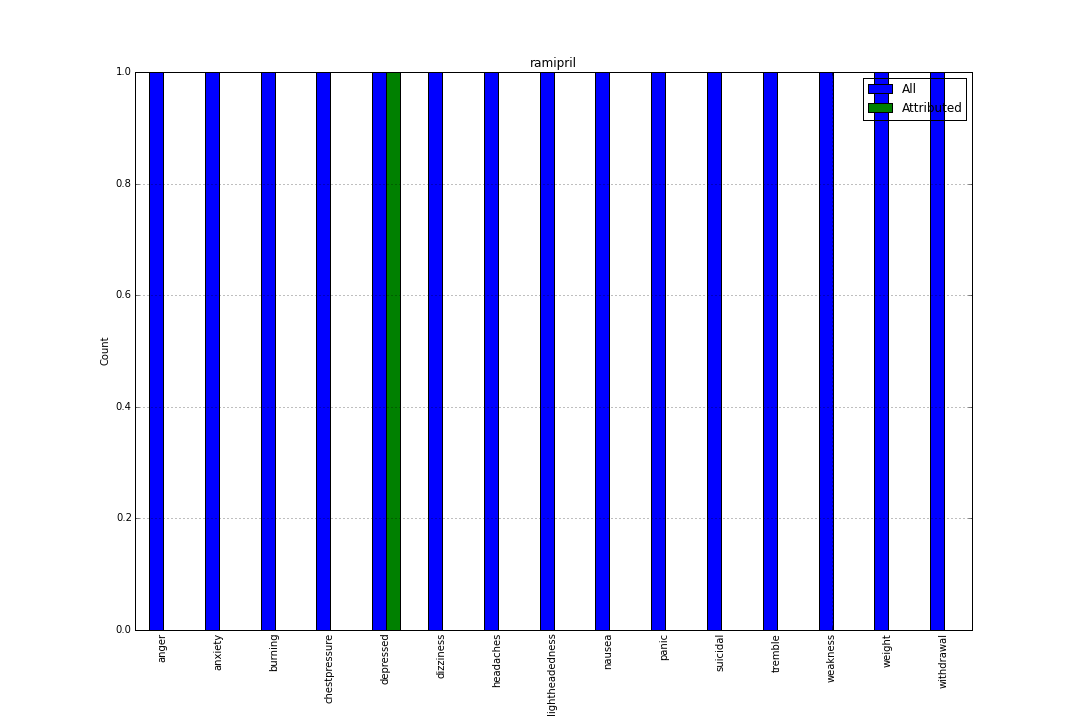 ramipril
1.0
0.8
0.6
0.4
0.2
0.0
Count
All
Attributed
anger
anxiety
burning
chestpressure
depressed
dizziness
headaches
lightheadedness
nausea
panic
suicidal
tremble
weakness
weight
withdrawal